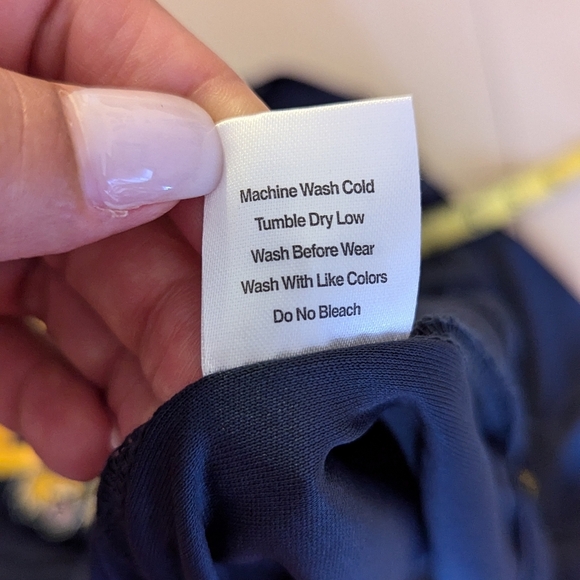 Machine Wash Cold
Tumble Dry Low
Wash Before Wear
Wash With Like Colors
Do No Bleach